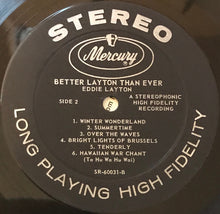 STEREO
Mercury
BETTER LAYTON THAN EVER
EDDIE LAYTON
SIDE 2
A STEREOPHONIC
HIGH FIDELITY
RECORDING
1. WINTER WONDERLAND
2. SUMMERTIME
3. OVER THE WAVES
4. BRIGHT LIGHTS OF BRUSSELS
5. TENDERLY
6. HAWAIIAN WAR CHANT
(Ta Hu Wa Hu Wai)
SR-60031-B
LONG PLAYING HIGH FIDELITY